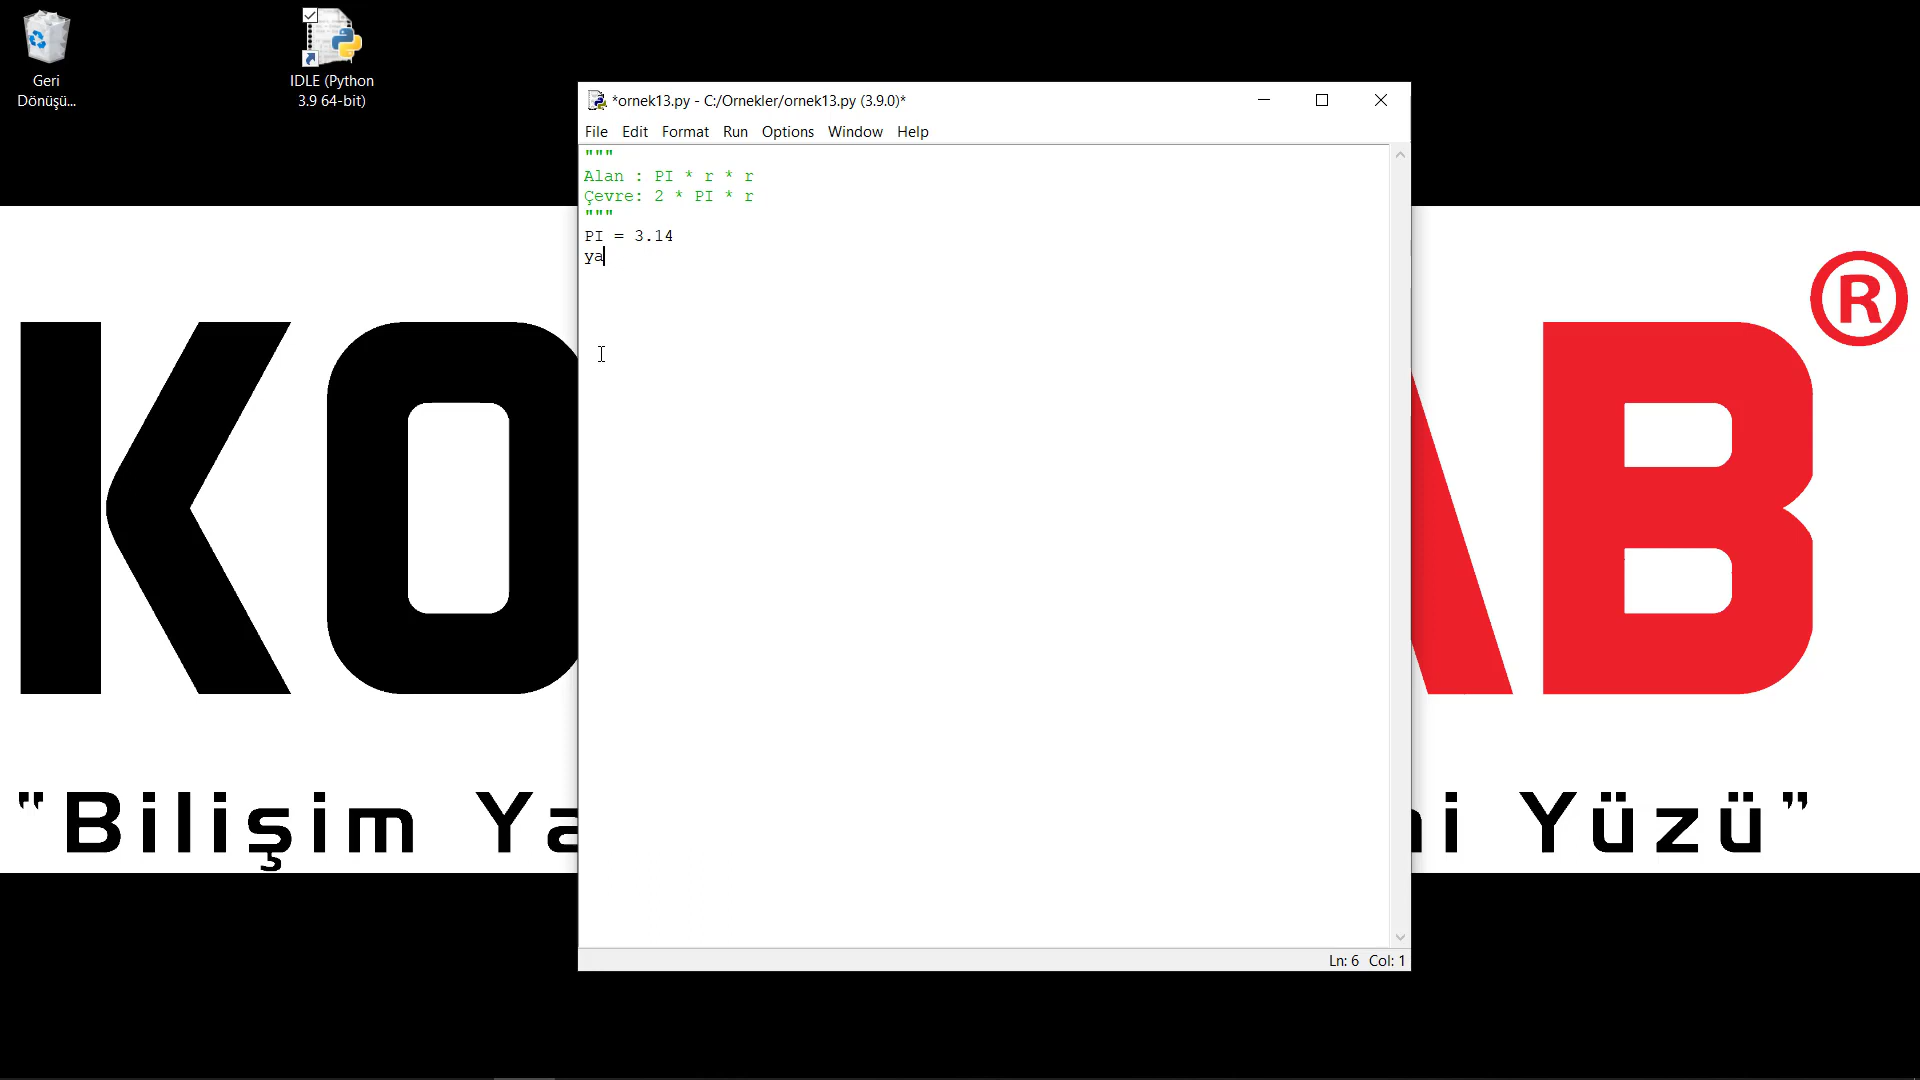 Geri
Dönüşü...
IDLE (Python
3.9 64-bit)
*ornek13.py - C:/Ornekler/ornek13.py (3.9.0)*
File Edit Format Run Options Window Help
"""
Alan : PI * r * r
Çevre: 2 * PI * r
"""
PI = 3.14
ya
Ln: 6 Col: 1
KO
AB
®
"Bilişim Ya
i Yüzü"